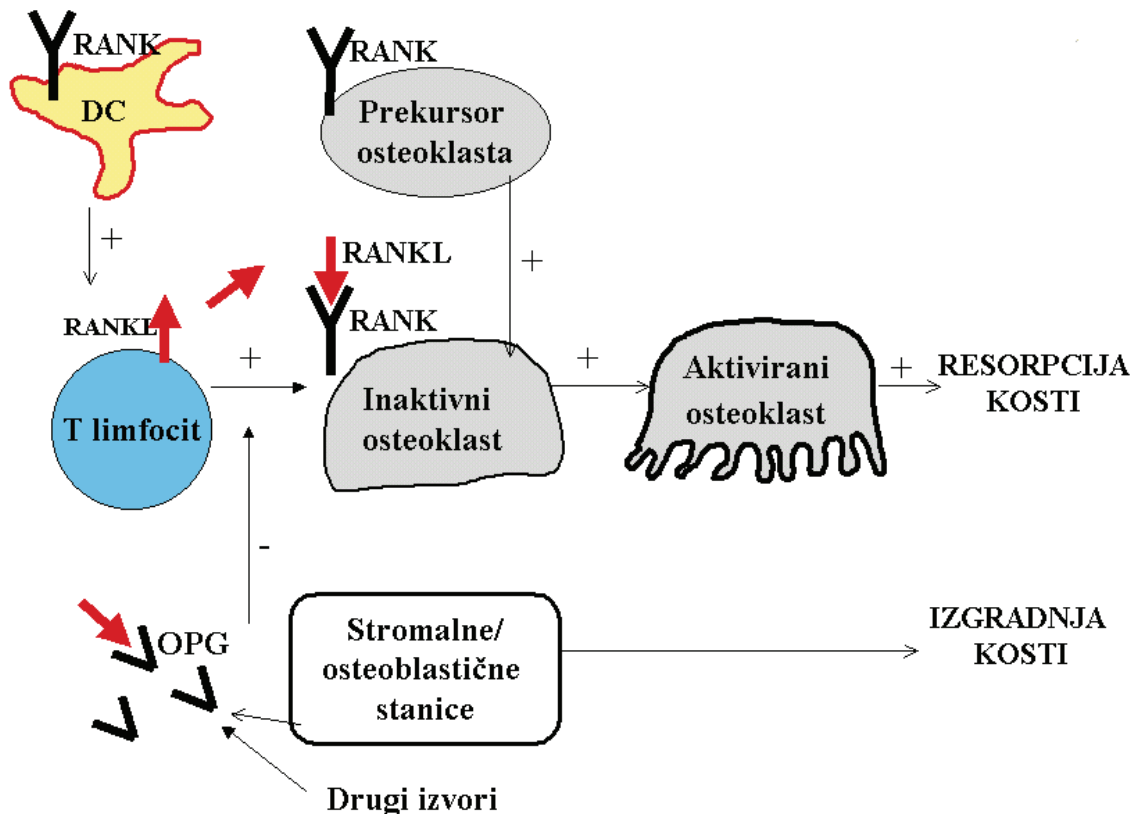 RANK
DC
+
RANK
Prekursor
osteoklasta
+
RANKL
RANK
RANKL
T limfocit
+
Inaktivni
osteoklast
+
Aktivirani
osteoklast
+
RESORPCIJA
KOSTI
-
OPG
Stromalne/
osteoblastične
stanice
IZGRADNJA
KOSTI
Drugi izvori